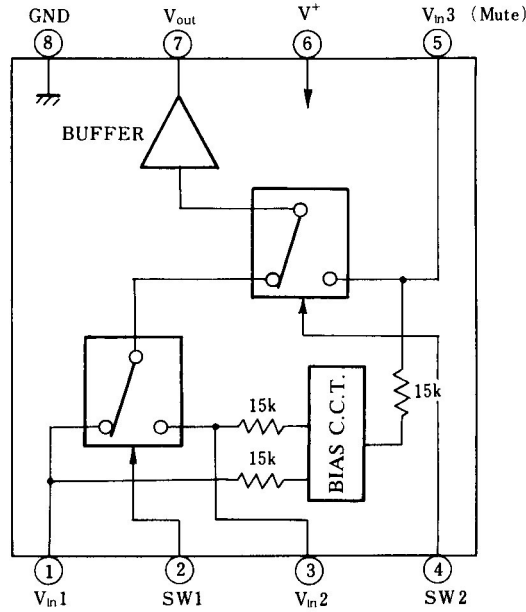 GND Vout V+ VIn3 (Mute)
8 7 6 5
BUFFER
15k 15k
BIAS C.C.T.
15k
1 2 3 4
VIn1 SW1 VIn2 SW2